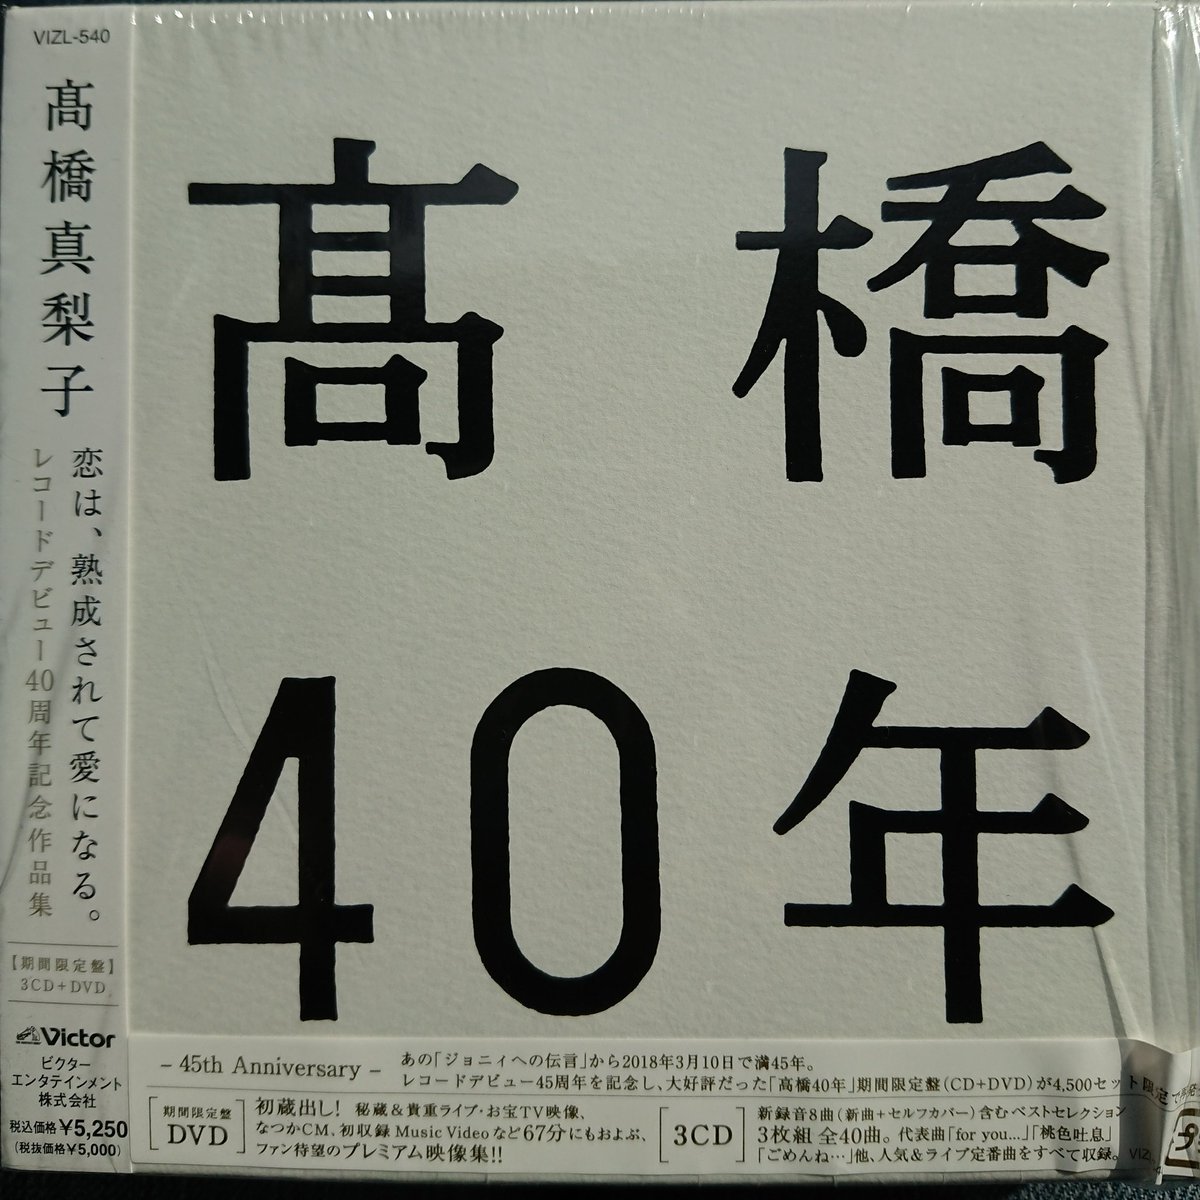 VIZL-540
髙橋真梨子
恋は、熟成されて愛になる。
レコードデビュー40周年記念作品集
【期間限定盤】
3CD+DVD
Victor
ビクター
エンタテインメント
株式会社
税込価格¥5,250
(税抜価格¥5,000)
髙橋
40年
– 45th Anniversary –
あの「ジョニィへの伝言」から2018年3月10日で満45年。
レコードデビュー45周年を記念し、大好評だった「髙橋40年」期間限定盤(CD+DVD)が4,500セット限定で再発
期間限定盤
DVD
初蔵出し! 秘蔵&貴重ライブ・お宝TV映像、
なつかCM、初収録 Music Videoなど67分にもおよぶ、
ファン待望のプレミアム映像集!!
3CD
新録音8曲(新曲+セルフカバー)含むベストセレクション
3枚組 全40曲。代表曲「for you...」「桃色吐息」
「ごめんね…」他、人気&ライブ定番曲をすべて収録。
VIZL